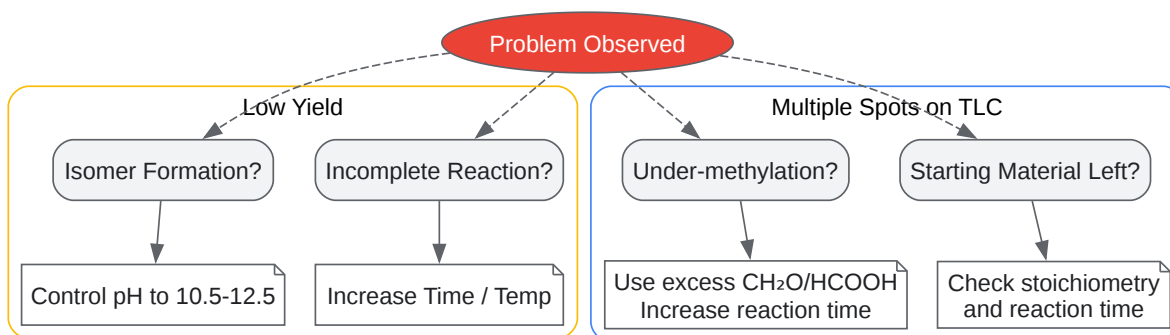 Problem Observed
Low Yield
Multiple Spots on TLC
Isomer Formation?
Incomplete Reaction?
Under-methylation?
Starting Material Left?
Control pH to 10.5-12.5
Increase Time / Temp
Use excess CH₂O/HCOOH
Increase reaction time
Check stoichiometry
and reaction time